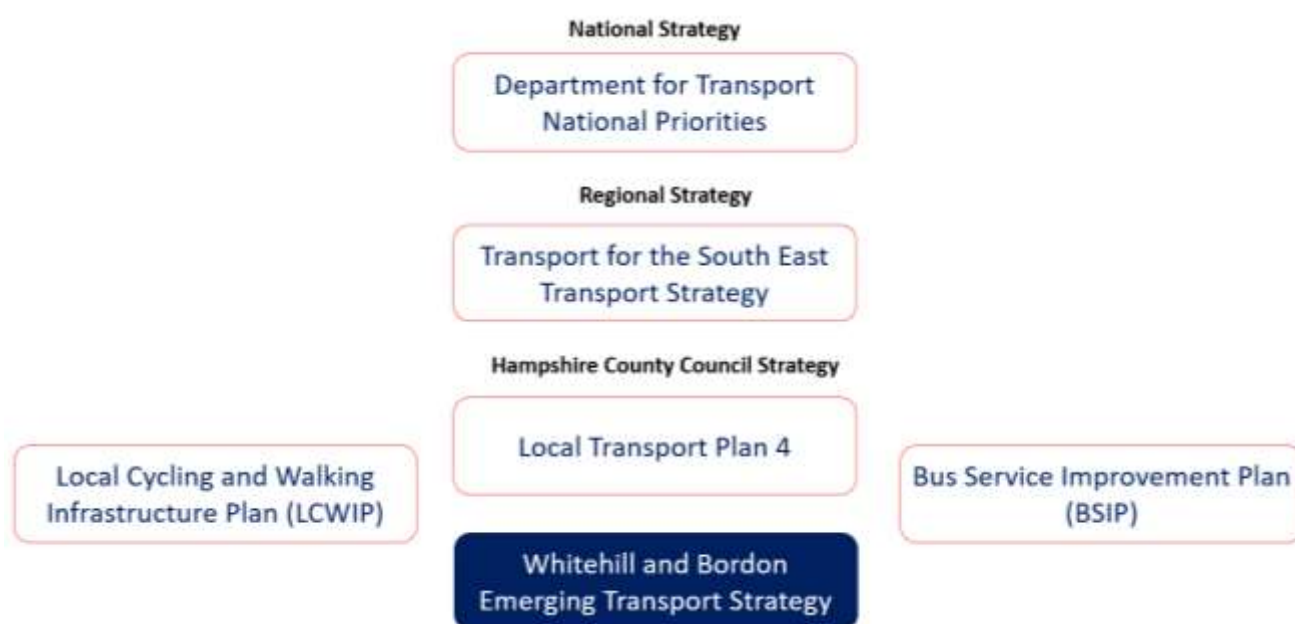 National Strategy
Department for Transport
National Priorities
Regional Strategy
Transport for the South East
Transport Strategy
Hampshire County Council Strategy
Local Transport Plan 4
Local Cycling and Walking
Infrastructure Plan (LCWIP)
Bus Service Improvement Plan
(BSIP)
Whitehill and Bordon
Emerging Transport Strategy